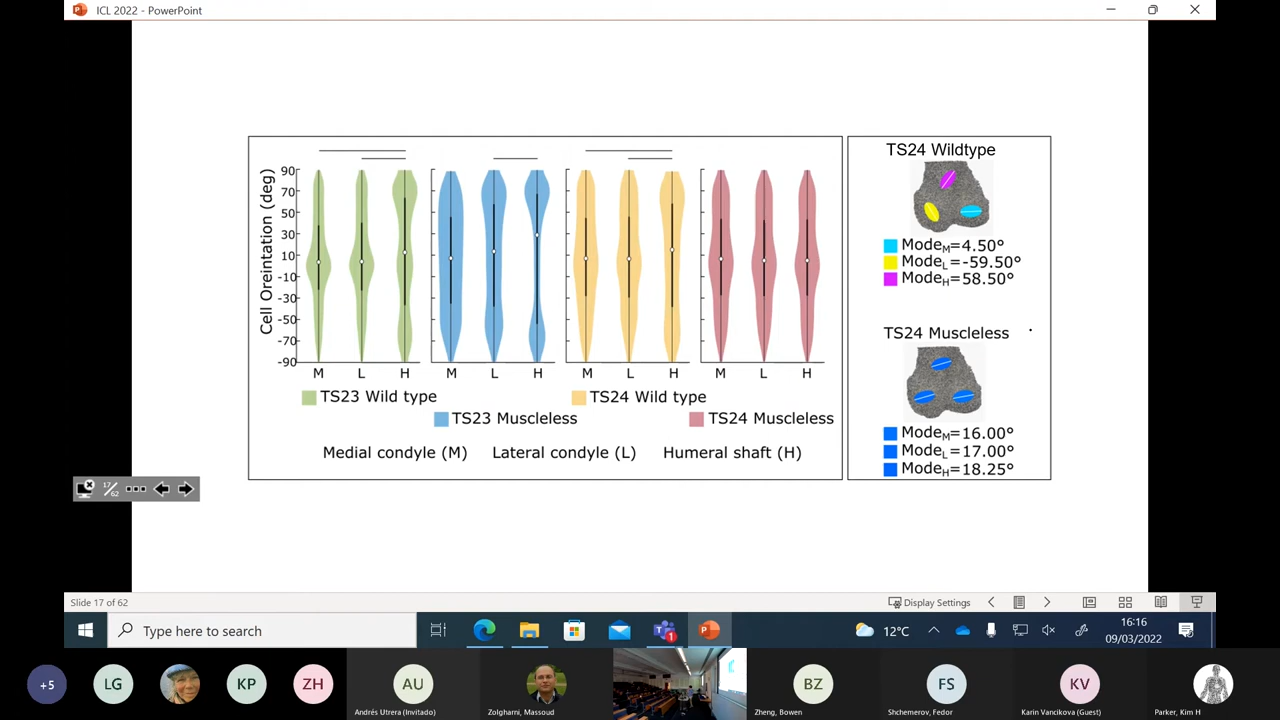 ICL 2022 - PowerPoint
Cell Oreintation (deg)
90
70
50
30
10
-10
-30
-50
-70
-90
M L H M L H M L H M L H
TS23 Wild type
TS24 Wild type
TS23 Muscleless
TS24 Muscleless
Medial condyle (M) Lateral condyle (L) Humeral shaft (H)
TS24 Wildtype
ModeM=4.50°
ModeL=-59.50°
ModeH=58.50°
TS24 Muscleless
ModeM=16.00°
ModeL=17.00°
ModeH=18.25°
17/62
Slide 17 of 62
Display Settings
Type here to search
1
12°C
16:16
09/03/2022
+5
LG
KP
ZH
AU
BZ
FS
KV
Andrés Utrera (Invitado)
Zolgharni, Massoud
Zheng, Bowen
Shchemerov, Fedor
Karin Vancikova (Guest)
Parker, Kim H